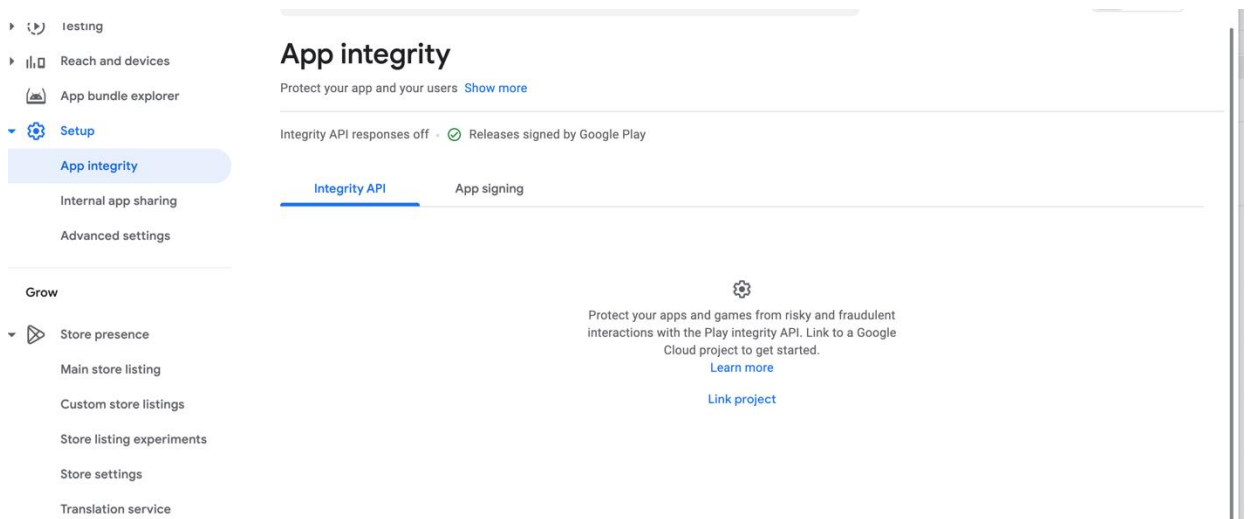 Testing
Reach and devices
App bundle explorer
Setup
App integrity
Internal app sharing
Advanced settings
Grow
Store presence
Main store listing
Custom store listings
Store listing experiments
Store settings
Translation service
App integrity
Protect your app and your users Show more
Integrity API responses off • Releases signed by Google Play
Integrity API App signing
Protect your apps and games from risky and fraudulent
interactions with the Play integrity API. Link to a Google
Cloud project to get started.
Learn more
Link project